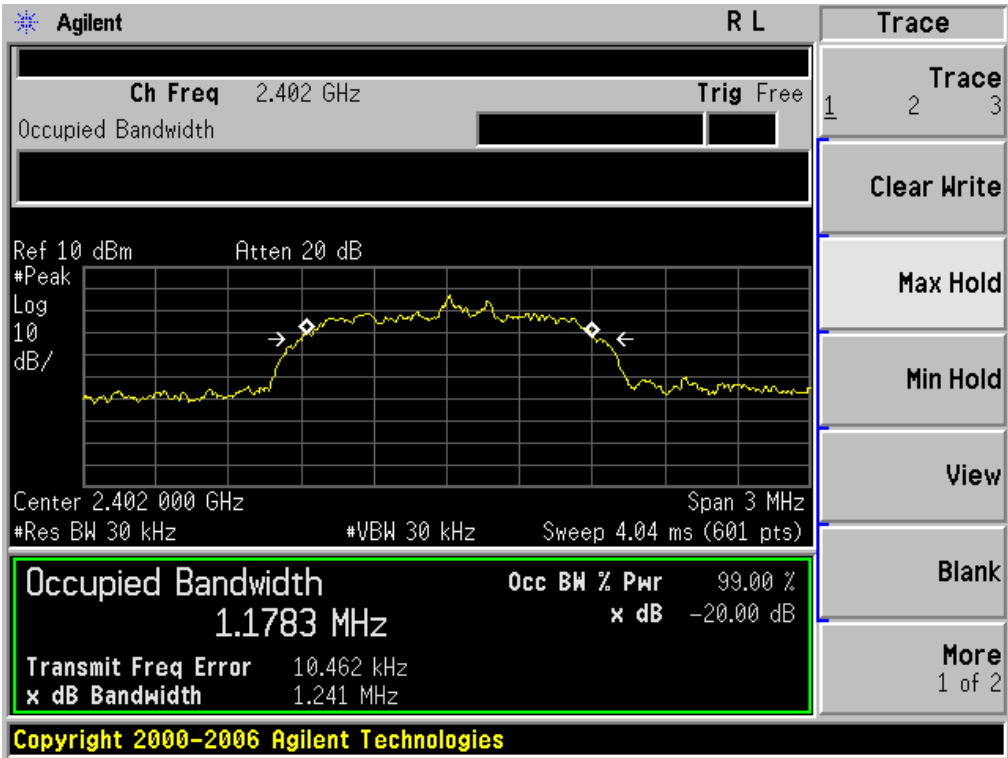 Agilent R L Trace
Ch Freq 2.402 GHz Trig Free
Occupied Bandwidth
Trace
1 2 3
Clear Write
Ref 10 dBm Atten 20 dB
#Peak
Log
10
dB/
Max Hold
Min Hold
View
Center 2.402 000 GHz Span 3 MHz
#Res BW 30 kHz #VBW 30 kHz Sweep 4.04 ms (601 pts)
Occupied Bandwidth Occ BW % Pwr 99.00 %
1.1783 MHz x dB -20.00 dB
Transmit Freq Error 10.462 kHz
x dB Bandwidth 1.241 MHz
Blank
More
1 of 2
Copyright 2000-2006 Agilent Technologies